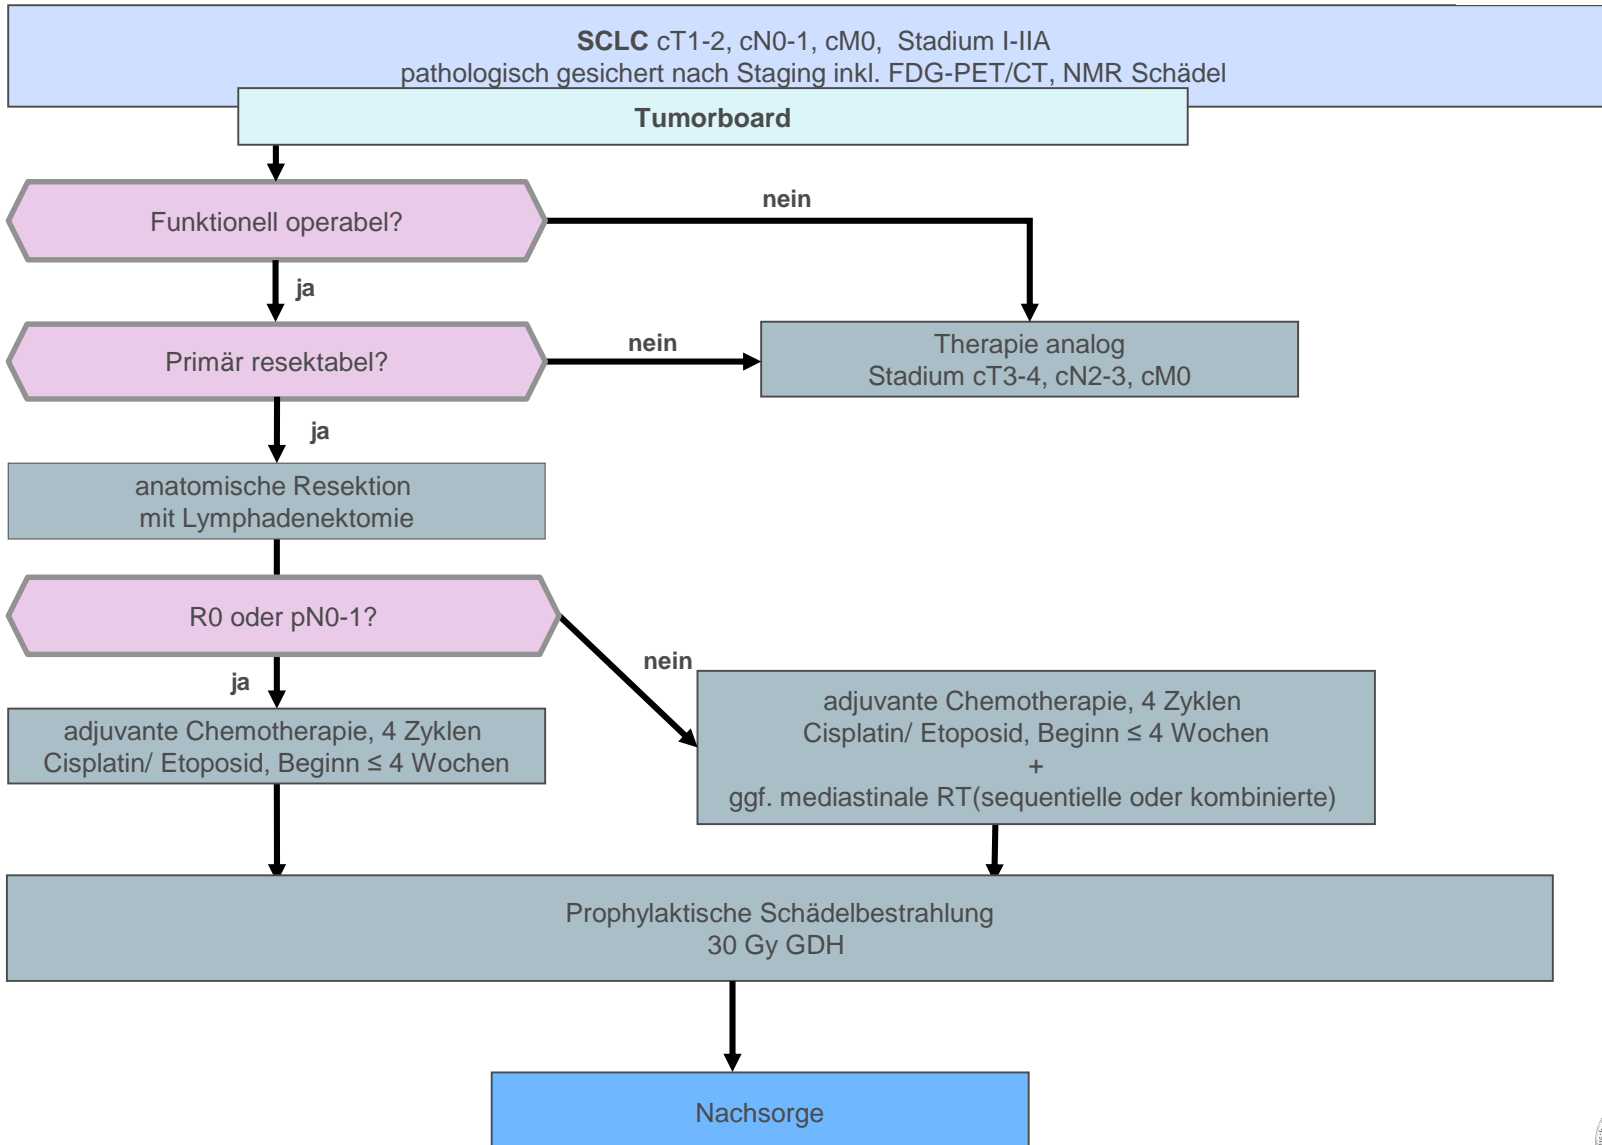 SCLC cT1-2, cN0-1, cM0, Stadium I-IIA
pathologisch gesichert nach Staging inkl. FDG-PET/CT, NMR Schädel
Tumorboard
Funktionell operabel?
nein
ja
Primär resektabel?
nein
Therapie analog
Stadium cT3-4, cN2-3, cM0
ja
anatomische Resektion
mit Lymphadenektomie
R0 oder pN0-1?
nein
ja
adjuvante Chemotherapie, 4 Zyklen
Cisplatin/ Etoposid, Beginn ≤ 4 Wochen
adjuvante Chemotherapie, 4 Zyklen
Cisplatin/ Etoposid, Beginn ≤ 4 Wochen
+
ggf. mediastinale RT(sequentielle oder kombinierte)
Prophylaktische Schädelbestrahlung
30 Gy GDH
Nachsorge